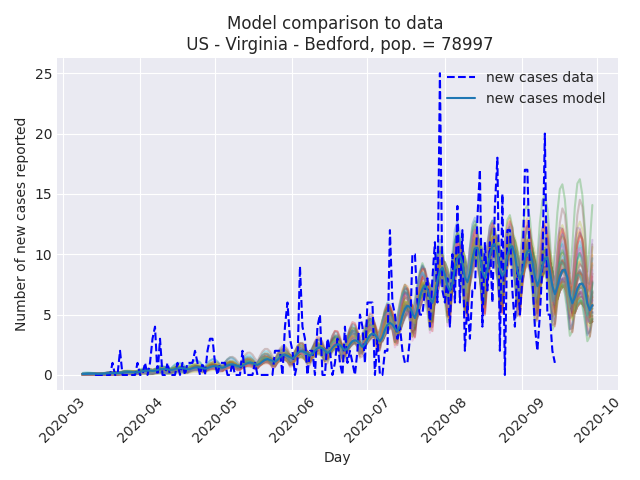 Model comparison to data
US - Virginia - Bedford, pop. = 78997
new cases data
new cases model
Number of new cases reported
25
20
15
10
5
0
2020-03
2020-04
2020-05
2020-06
2020-07
2020-08
2020-09
2020-10
Day